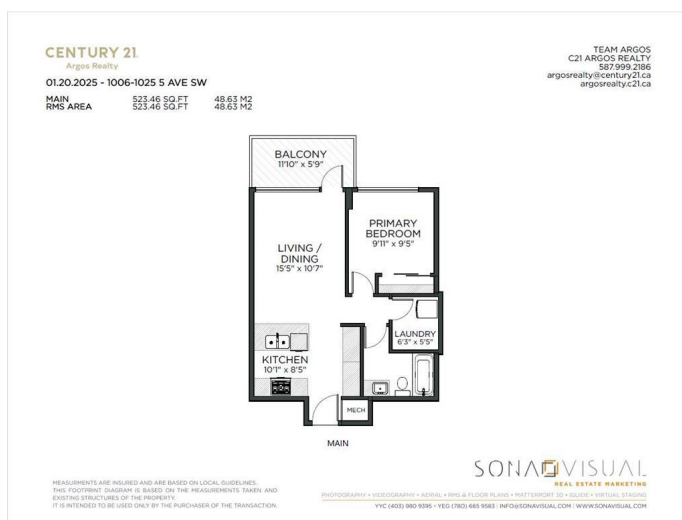 CENTURY 21.
Argos Realty
01.20.2025 - 1006-1025 5 AVE SW
MAIN 523.46 SQ.FT 48.63 M2
RMS AREA 523.46 SQ.FT 48.63 M2
TEAM ARGOS
C21 ARGOS REALTY
587.999.2186
argosrealty@century21.ca
argosrealty.c21.ca
BALCONY
11'10" x 5'9"
PRIMARY
BEDROOM
9'11" x 9'5"
LIVING /
DINING
15'5" x 10'7"
LAUNDRY
6'3" x 5'5"
KITCHEN
10'1" x 8'5"
MECH
MAIN
SONA VISUAL
REAL ESTATE MARKETING
MEASURMENTS ARE INSURED AND ARE BASED ON LOCAL GUIDELINES.
THIS FOOTPRINT DIAGRAM IS BASED ON THE MEASUREMENTS TAKEN AND
EXISTING STRUCTURES OF THE PROPERTY.
IT IS INTENDED TO BE USED ONLY BY THE PURCHASER OF THE TRANSACTION.
PHOTOGRAPHY • VIDEOGRAPHY • AERIAL • RMS & FLOOR PLANS • MATTERPORT 3D • IGUIDE • VIRTUAL STAGING
YYC (403) 980 9395 • YEG (780) 665 9583 | INFO@SONAVISUAL.COM | WWW.SONAVISUAL.COM